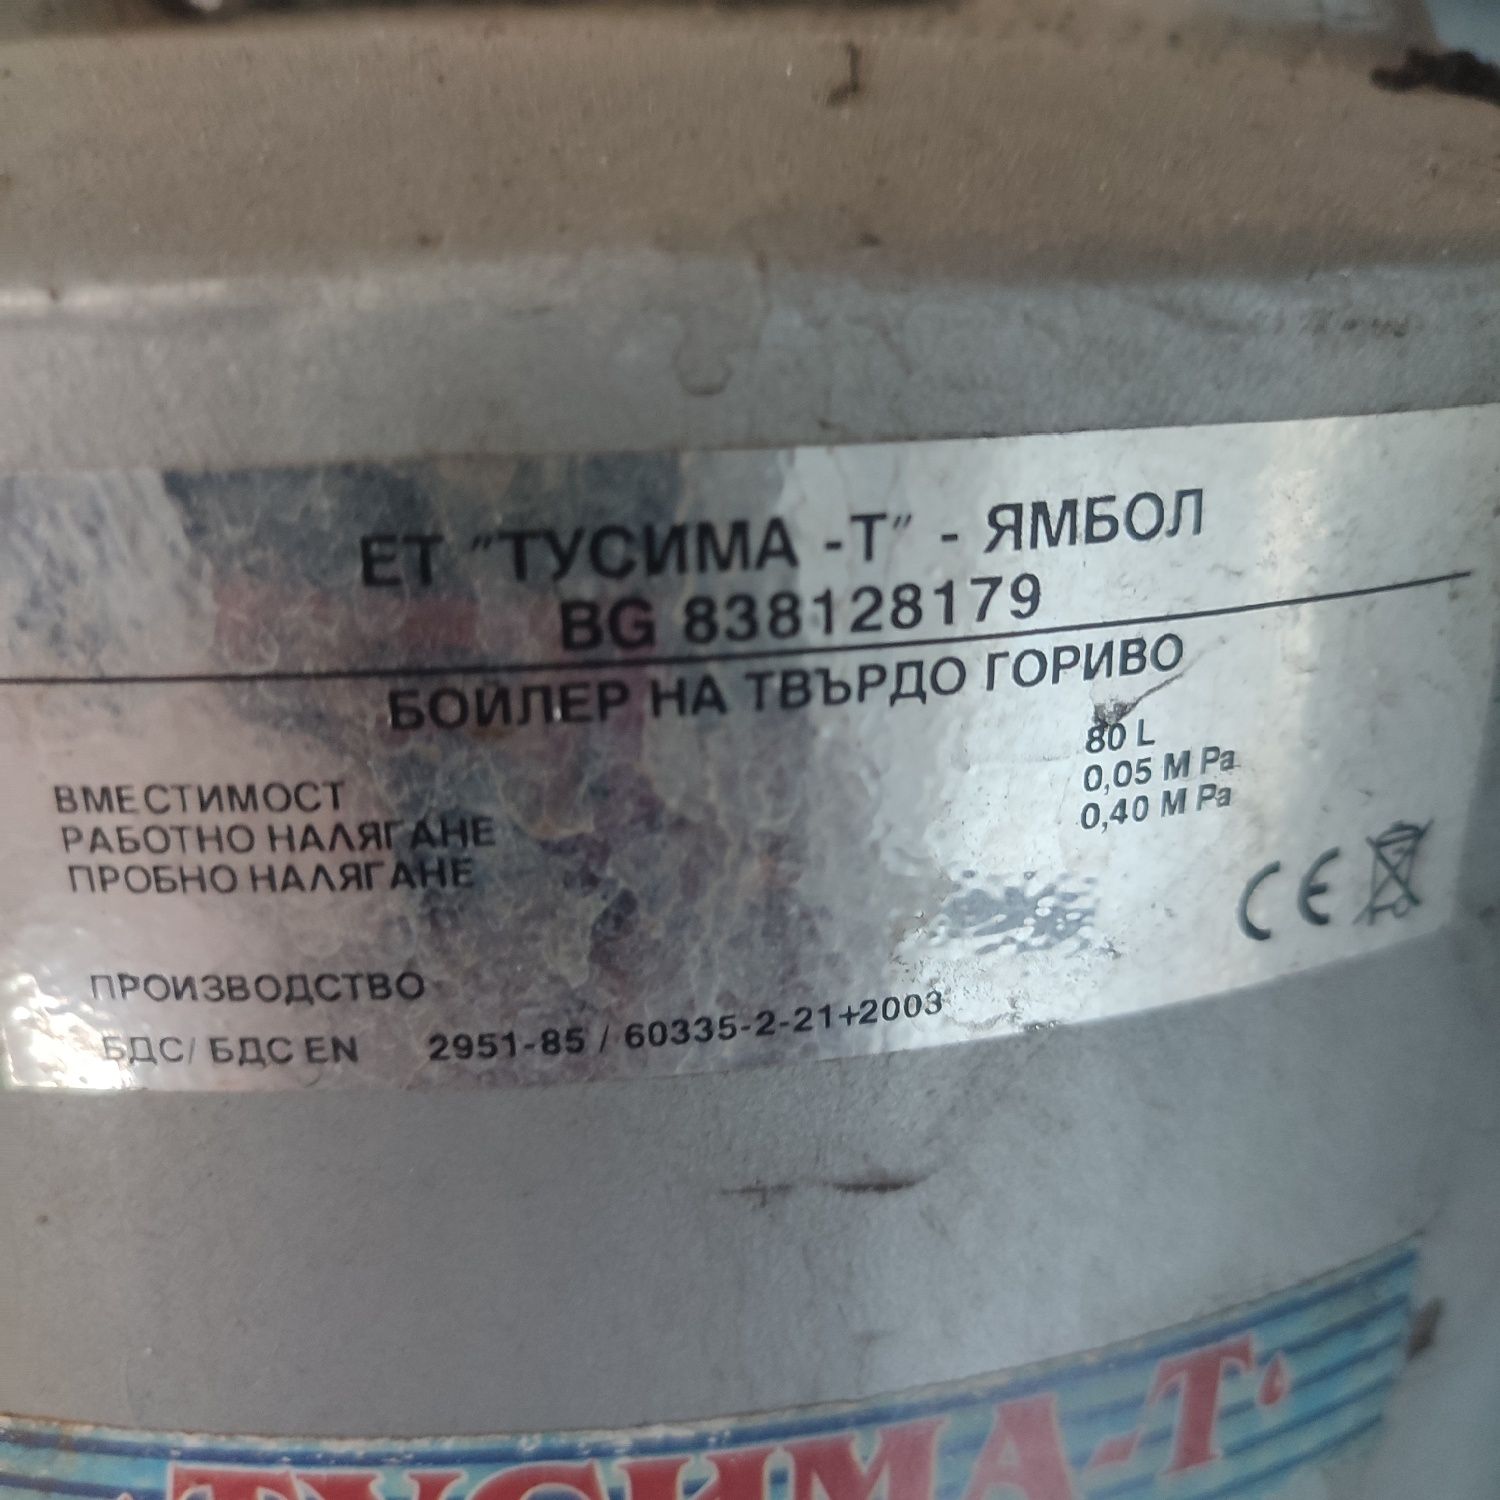 ЕТ "ТУСИМА -Т" - ЯМБОЛ
BG 838128179
БОЙЛЕР НА ТВЪРДО ГОРИВО
ВМЕСТИМОСТ 80 L
РАБОТНО НАЛЯГАНЕ 0,05 M Pa
ПРОБНО НАЛЯГАНЕ 0,40 M Pa
CE
ПРОИЗВОДСТВО
БДС/ БДС EN 2951-85 / 60335-2-21+2003
ТУСИМА-Т